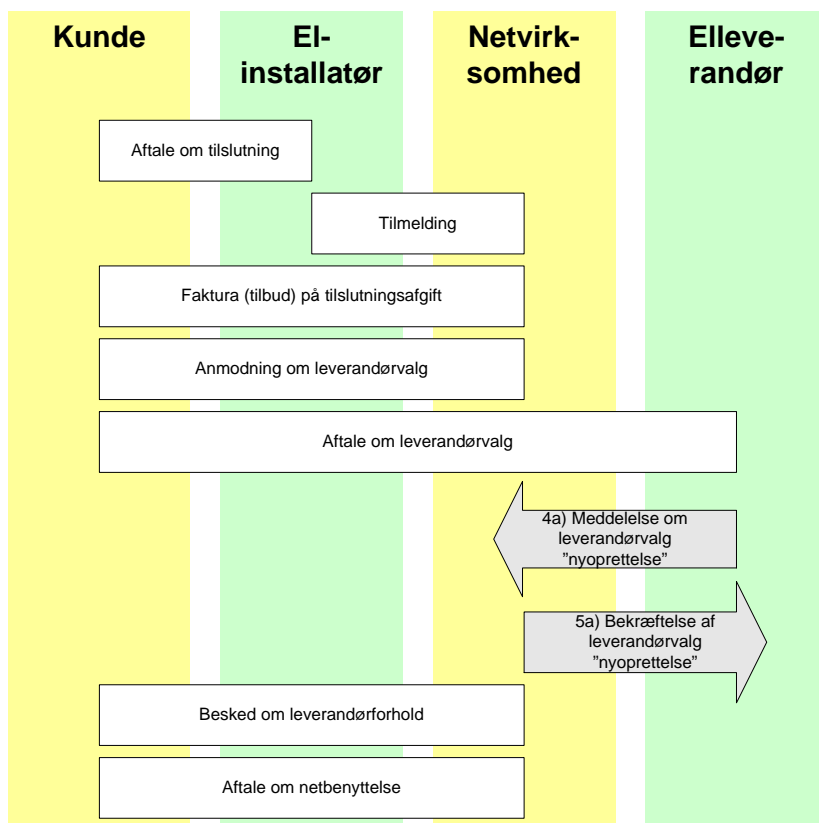 Kunde
El-
installatør
Netvirk-
somhed
Elleve-
randør
Aftale om tilslutning
Tilmelding
Faktura (tilbud) på tilslutningsafgift
Anmodning om leverandørvalg
Aftale om leverandørvalg
4a) Meddelelse om
leverandørvalg
”nyoprettelse”
5a) Bekræftelse af
leverandørvalg
”nyoprettelse”
Besked om leverandørforhold
Aftale om netbenyttelse